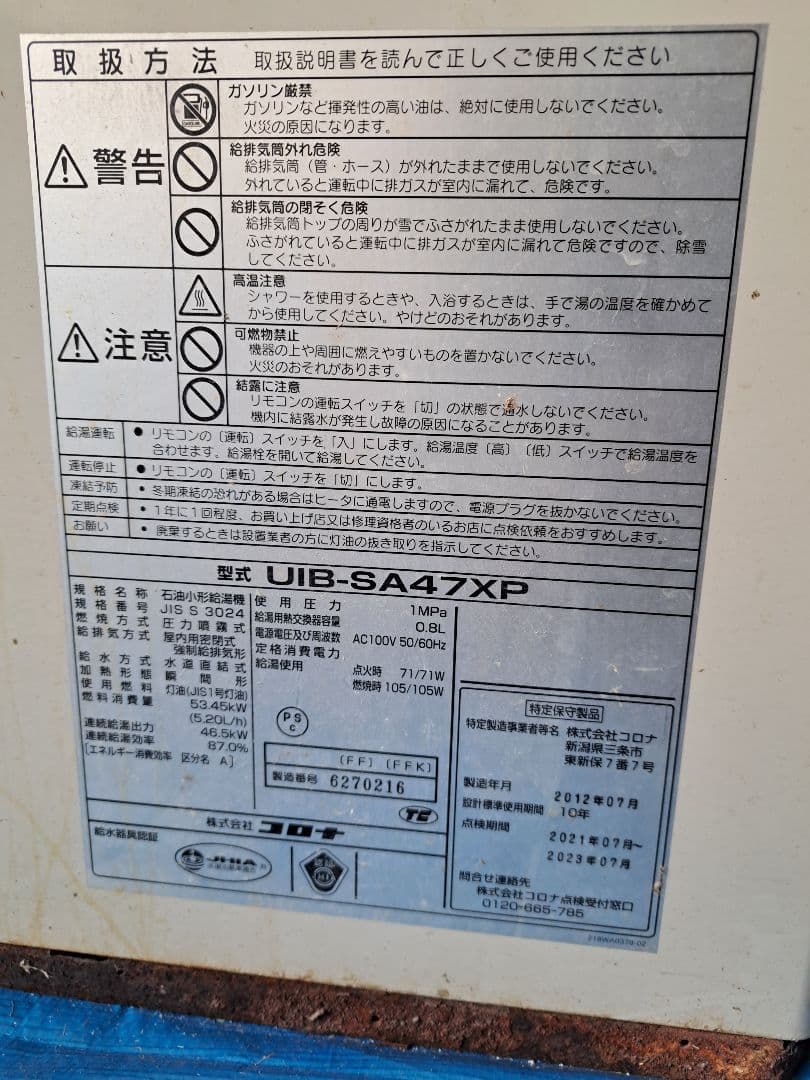 取扱方法 取扱説明書を読んで正しくご使用ください
警告
ガソリン厳禁
ガソリンなど揮発性の高い油は、絶対に使用しないでください。
火災の原因になります。
給排気筒外れ危険
給排気筒（管・ホース）が外れたままで使用しないでください。
外れていると運転中に排ガスが室内に漏れて、危険です。
給排気筒の閉そく危険
給排気筒トップの周りが雪でふさがれたまま使用しないでください。
ふさがれていると運転中に排ガスが室内に漏れて危険ですので、除雪
してください。
注意
高温注意
シャワーを使用するときや、入浴するときは、手で湯の温度を確かめて
から使用してください。やけどのおそれがあります。
可燃物禁止
機器の上や周囲に燃えやすいものを置かないでください。
火災のおそれがあります。
結露に注意
リモコンの運転スイッチを「切」の状態で通水しないでください。
機内に結露水が発生し故障の原因になることがあります。
給湯運転 ● リモコンの〔運転〕スイッチを「入」にします。給湯温度〔高〕〔低〕スイッチで給湯温度を
合わせます。給湯栓を開いて給湯してください。
運転停止 ● リモコンの〔運転〕スイッチを「切」にします。
凍結予防 • 冬期凍結の恐れがある場合はヒータに通電しますので、電源プラグを抜かないでください。
定期点検 • 1年に1回程度、お買い上げ店又は修理資格者のいるお店に点検依頼をおすすめします。
お願い • 廃棄するときは設置業者の方に灯油の抜き取りを指示してください。
型式 UIB-SA47XP
規格名称 石油小形給湯機
規格番号 JIS S 3024
燃焼方式 圧力噴霧式
給排気方式 屋内用密閉式
強制給排気形
給水方式 水道直結式
加熱形態 瞬間形
使用燃料 灯油(JIS1号灯油)
燃料消費量 53.45kW
(5.20L/h)
連続給湯出力 46.5kW
連続給湯効率 87.0%
[エネルギー消費効率 区分名 A]
使用圧力 1MPa
給湯用熱交換器容量 0.8L
電源電圧及び周波数 AC100V 50/60Hz
定格消費電力
給湯使用 点火時 71/71W
燃焼時 105/105W
PS
C
(FF) (FFK)
製造番号 6270216
株式会社 コロナ
給水器具認証
JHIA
特定保守製品
特定製造事業者等名 株式会社コロナ
新潟県三条市
東新保7番7号
製造年月 2012年07月
設計標準使用期間 10年
点検期間 2021年07月～
2023年07月
問合せ連絡先
株式会社コロナ点検受付窓口
0120-665-785